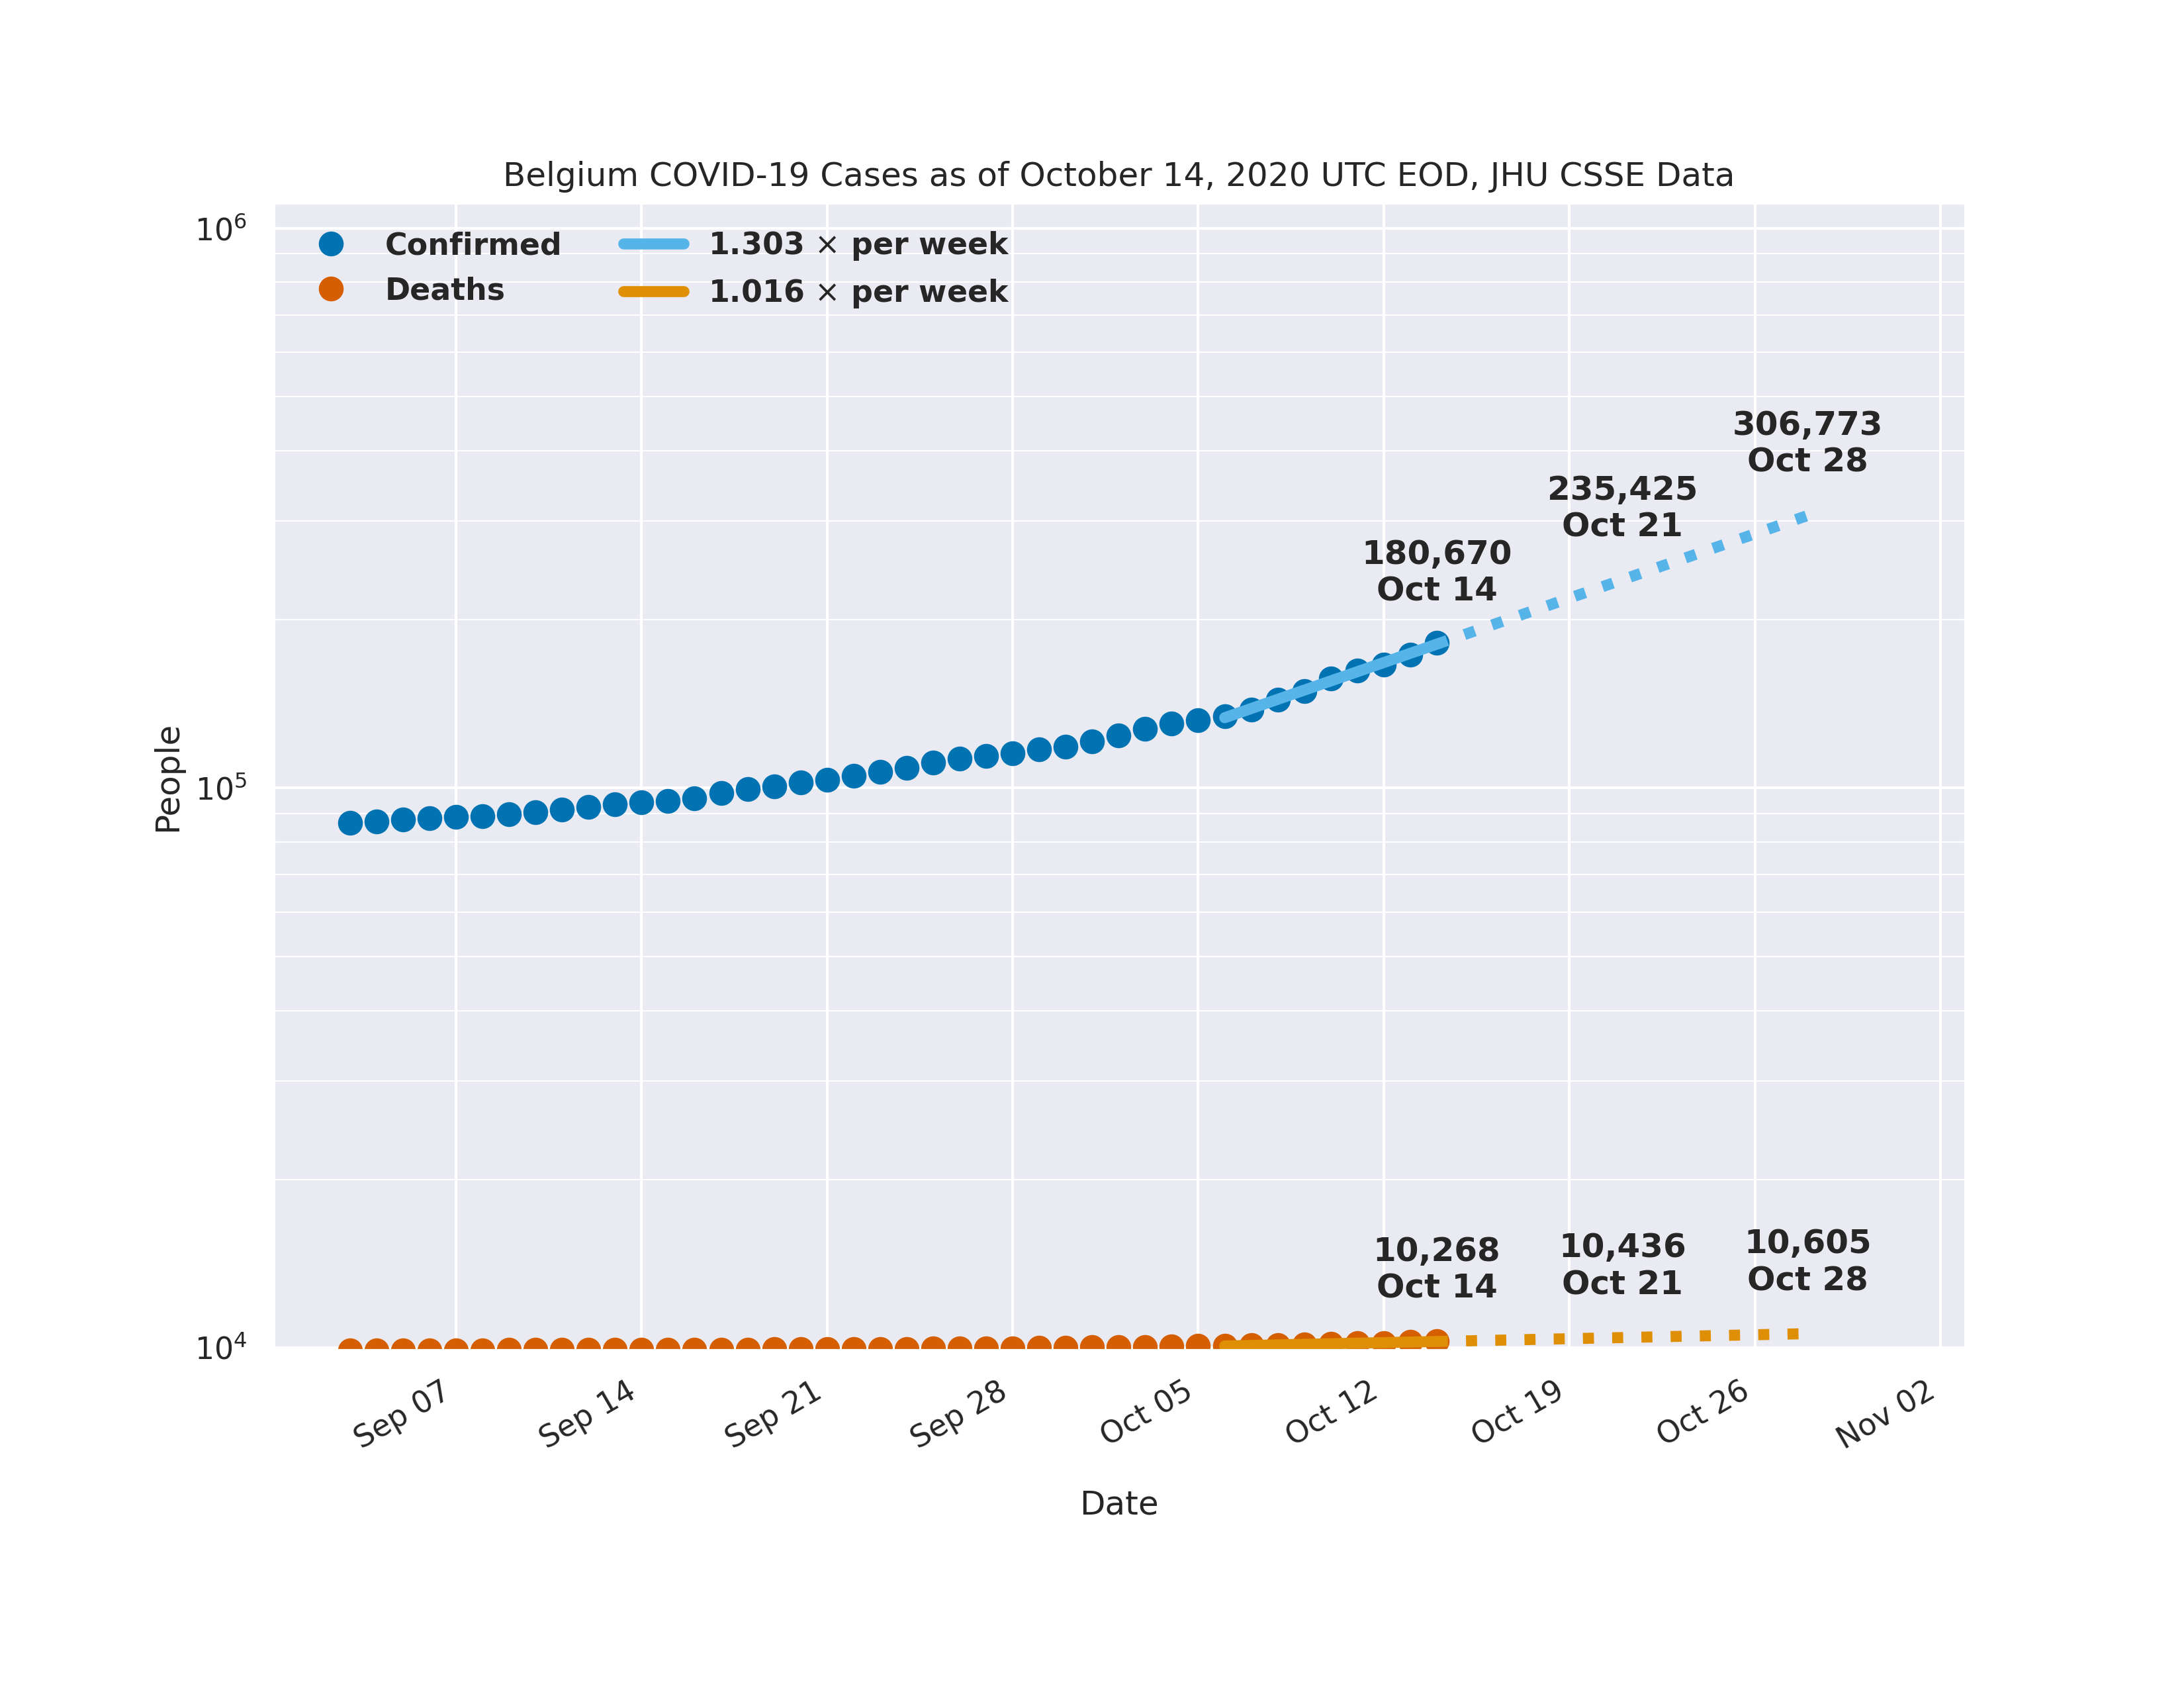 Belgium COVID-19 Cases as of October 14, 2020 UTC EOD, JHU CSSE Data
10⁶
10⁵
10⁴
People
Confirmed
Deaths
1.303 × per week
1.016 × per week
306,773
Oct 28
235,425
Oct 21
180,670
Oct 14
10,268
Oct 14
10,436
Oct 21
10,605
Oct 28
Sep 07
Sep 14
Sep 21
Sep 28
Oct 05
Oct 12
Oct 19
Oct 26
Nov 02
Date